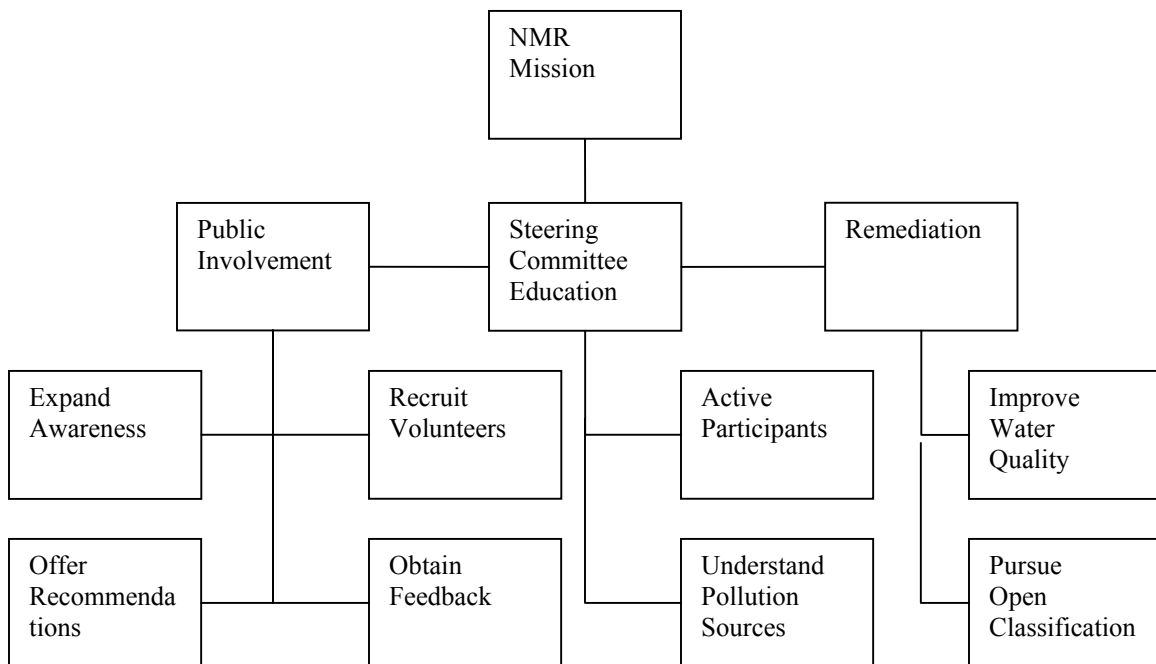 NMR
Mission
Public
Involvement
Steering
Committee
Education
Remediation
Expand
Awareness
Recruit
Volunteers
Active
Participants
Improve
Water
Quality
Offer
Recommenda
tions
Obtain
Feedback
Understand
Pollution
Sources
Pursue
Open
Classification